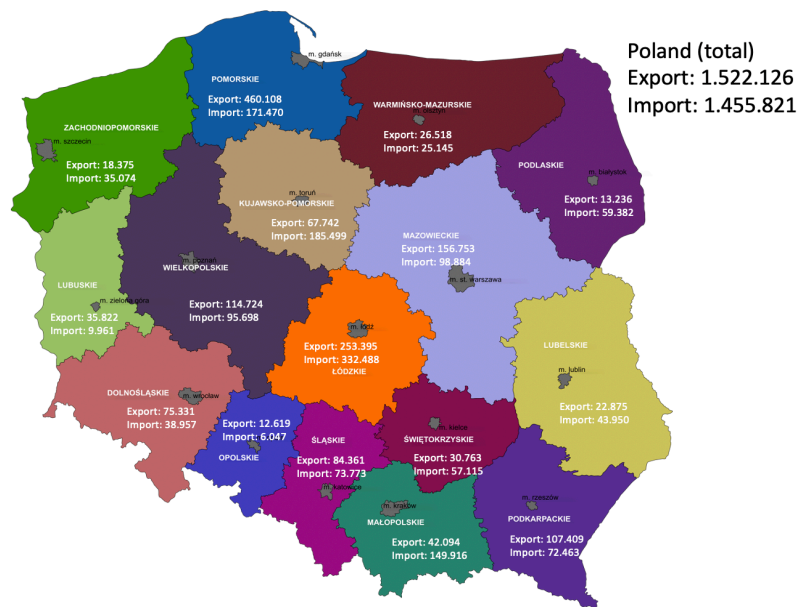 Poland (total)
Export: 1.522.126
Import: 1.455.821
m. gdańsk
POMORSKIE
Export: 460.108
Import: 171.470
WARMIŃSKO-MAZURSKIE
m. olsztyn
Export: 26.518
Import: 25.145
ZACHODNIOPOMORSKIE
m. szczecin
Export: 18.375
Import: 35.074
PODLASKIE
m. białystok
Export: 13.236
Import: 59.382
m. toruń
KUJAWSKO-POMORSKIE
Export: 67.742
Import: 185.499
MAZOWIECKIE
Export: 156.753
Import: 98.884
m. st. warszawa
m. poznań
WIELKOPOLSKIE
Export: 114.724
Import: 95.698
LUBUSKIE
m. zielona góra
Export: 35.822
Import: 9.961
m. łódź
Export: 253.395
Import: 332.488
ŁÓDZKIE
LUBELSKIE
m. lublin
Export: 22.875
Import: 43.950
DOLNOŚLĄSKIE
m. wrocław
Export: 75.331
Import: 38.957
Export: 12.619
Import: 6.047
OPOLSKIE
ŚLĄSKIE
Export: 84.361
Import: 73.773
m. katowice
m. kielce
ŚWIĘTOKRZYSKIE
Export: 30.763
Import: 57.115
m. kraków
MAŁOPOLSKIE
Export: 42.094
Import: 149.916
m. rzeszów
PODKARPACKIE
Export: 107.409
Import: 72.463